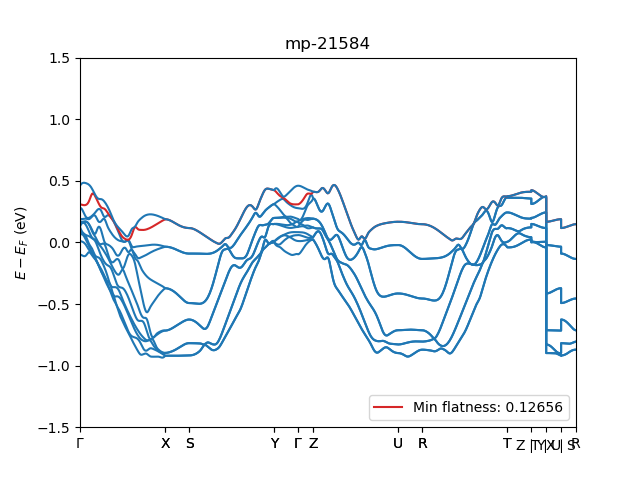 mp-21584
E − E_F (eV)
1.5
1.0
0.5
0.0
−0.5
−1.0
−1.5
Min flatness: 0.12656
Γ X S Y Γ Z U R T Z|T Y|X U|S R